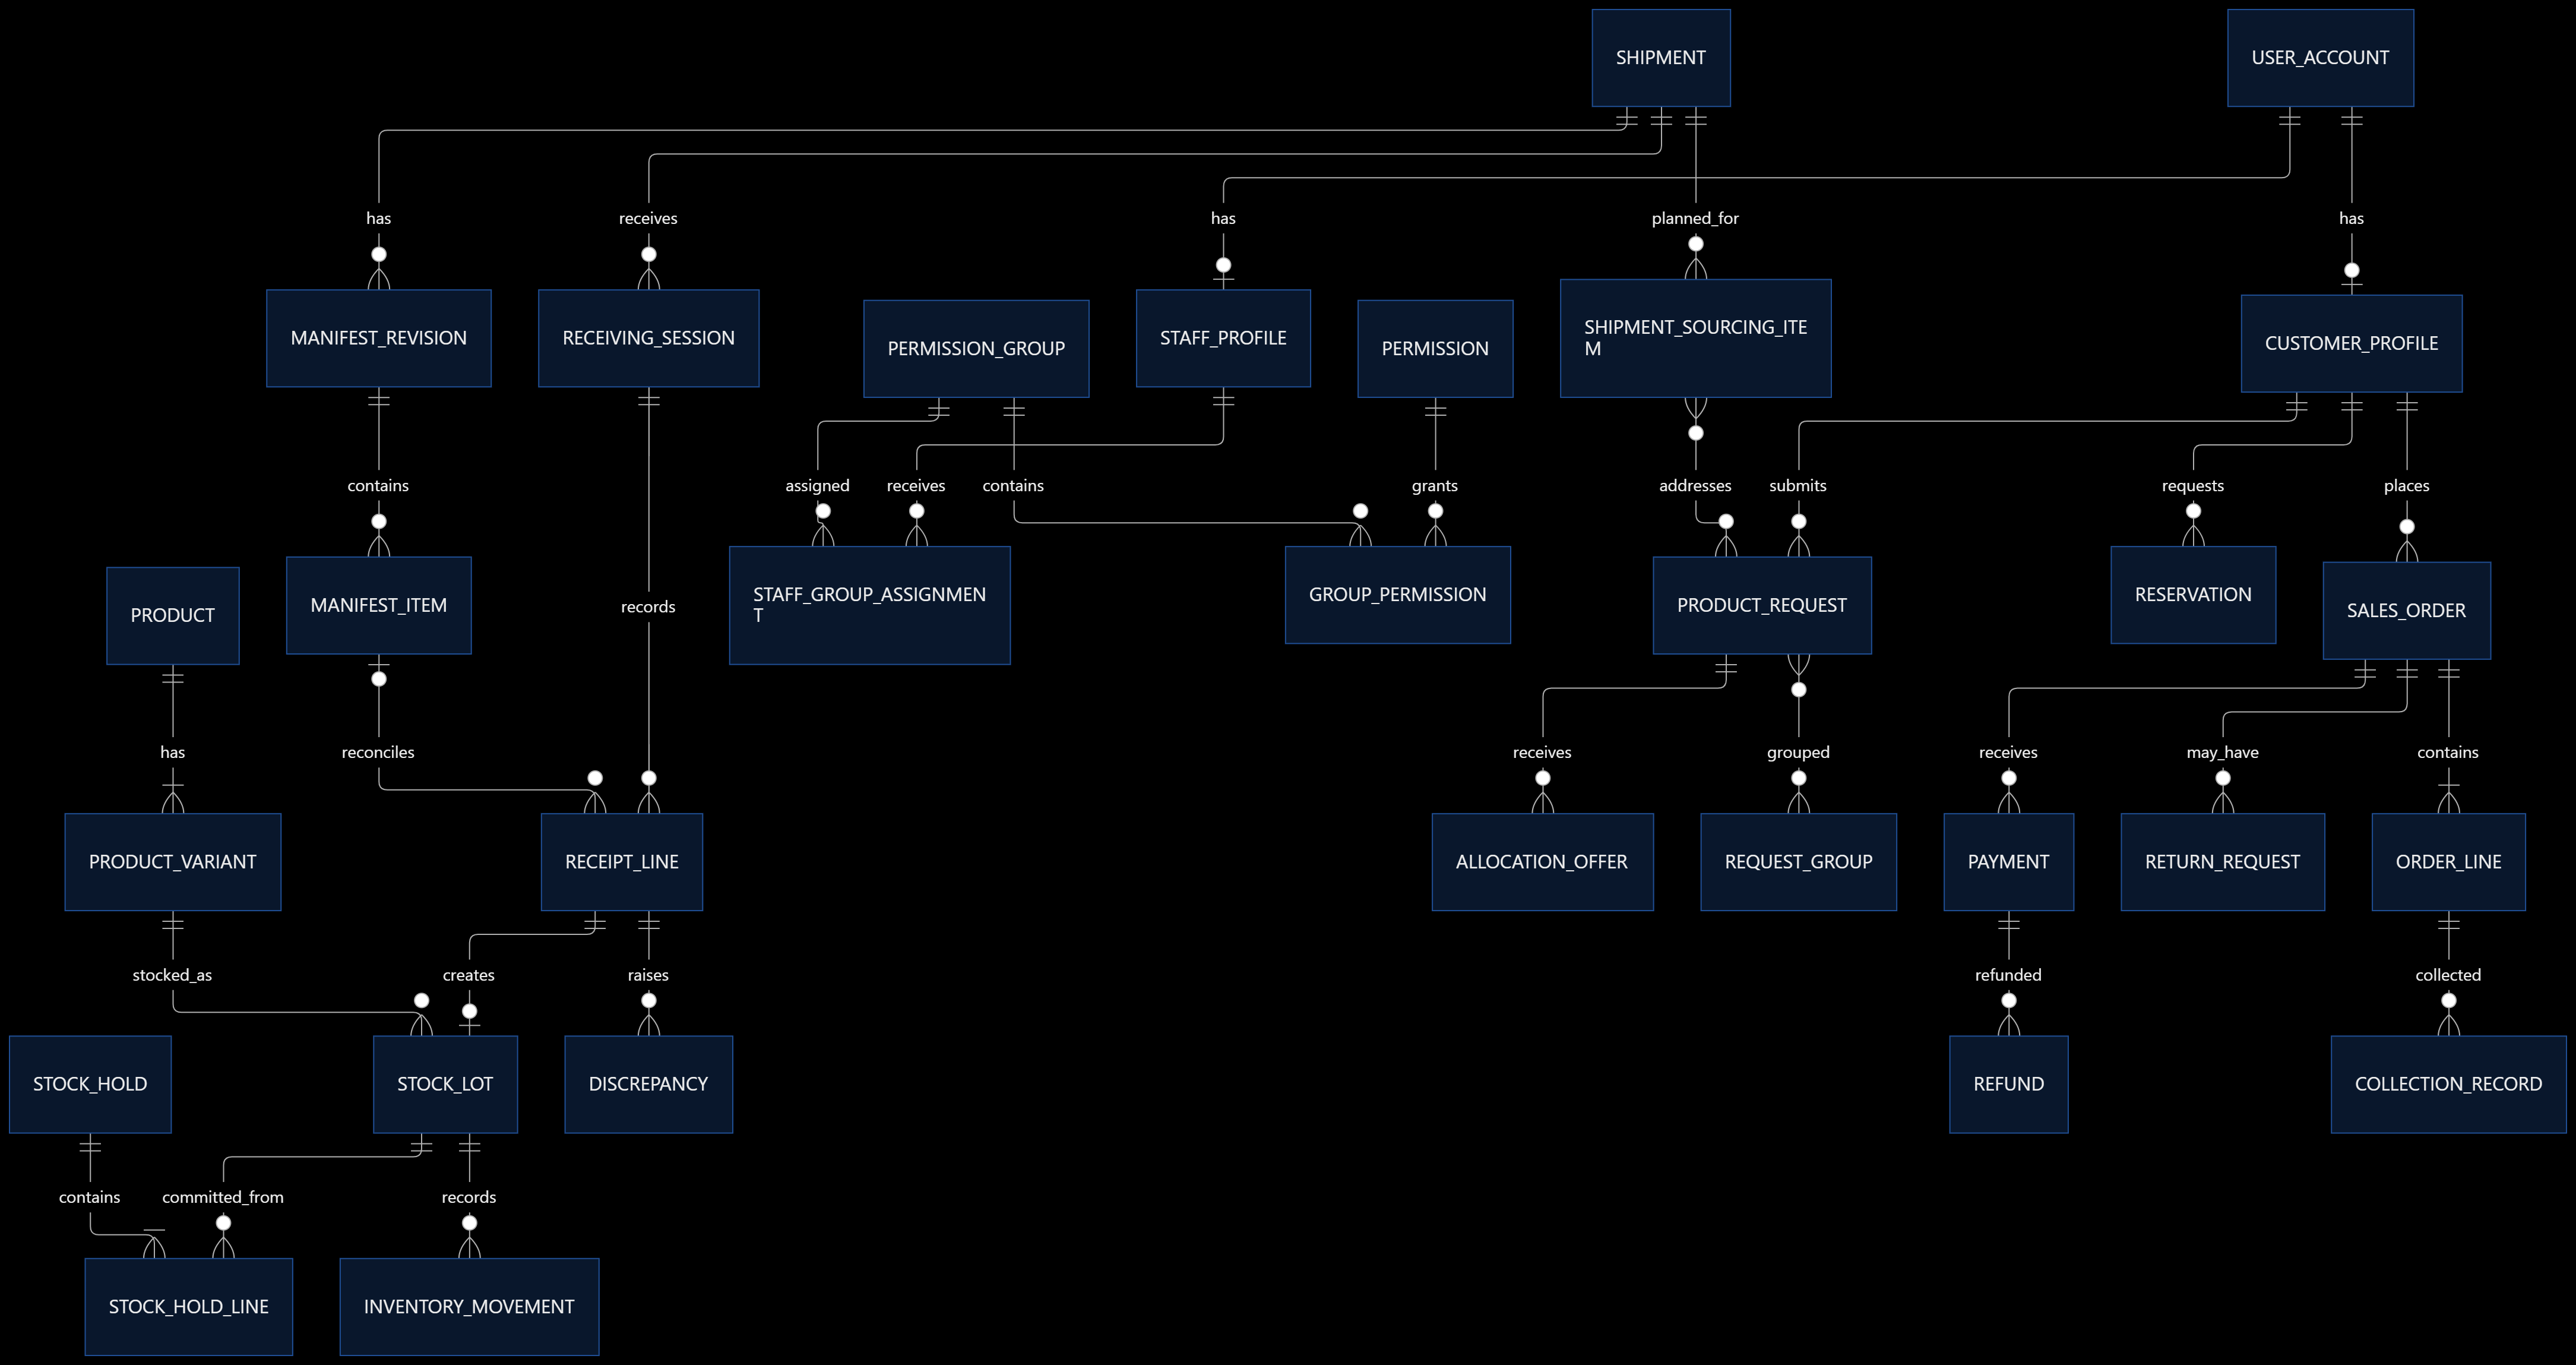 SHIPMENT
USER_ACCOUNT
has
receives
has
planned_for
has
MANIFEST_REVISION
RECEIVING_SESSION
PERMISSION_GROUP
STAFF_PROFILE
PERMISSION
SHIPMENT_SOURCING_ITE
M
CUSTOMER_PROFILE
contains
assigned
receives
contains
grants
addresses
submits
requests
places
PRODUCT
MANIFEST_ITEM
records
STAFF_GROUP_ASSIGNMEN
T
GROUP_PERMISSION
PRODUCT_REQUEST
RESERVATION
SALES_ORDER
has
reconciles
receives
grouped
receives
may_have
contains
PRODUCT_VARIANT
RECEIPT_LINE
ALLOCATION_OFFER
REQUEST_GROUP
PAYMENT
RETURN_REQUEST
ORDER_LINE
stocked_as
creates
raises
refunded
collected
STOCK_HOLD
STOCK_LOT
DISCREPANCY
REFUND
COLLECTION_RECORD
contains
committed_from
records
STOCK_HOLD_LINE
INVENTORY_MOVEMENT